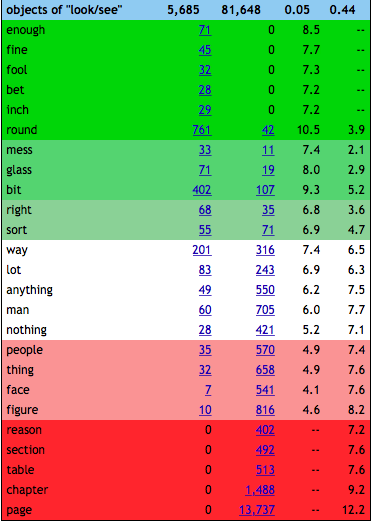 objects of "look/see" 5,685 81,648 0.05 0.44
enough 71 0 8.5 --
fine 45 0 7.7 --
fool 32 0 7.3 --
bet 28 0 7.2 --
inch 29 0 7.2 --
round 761 42 10.5 3.9
mess 33 11 7.4 2.1
glass 71 19 8.0 2.9
bit 402 107 9.3 5.2
right 68 35 6.8 3.6
sort 55 71 6.9 4.7
way 201 316 7.4 6.5
lot 83 243 6.9 6.3
anything 49 550 6.2 7.5
man 60 705 6.0 7.7
nothing 28 421 5.2 7.1
people 35 570 4.9 7.4
thing 32 658 4.9 7.6
face 7 541 4.1 7.6
figure 10 816 4.6 8.2
reason 0 402 -- 7.2
section 0 492 -- 7.6
table 0 513 -- 7.6
chapter 0 1,488 -- 9.2
page 0 13,737 -- 12.2